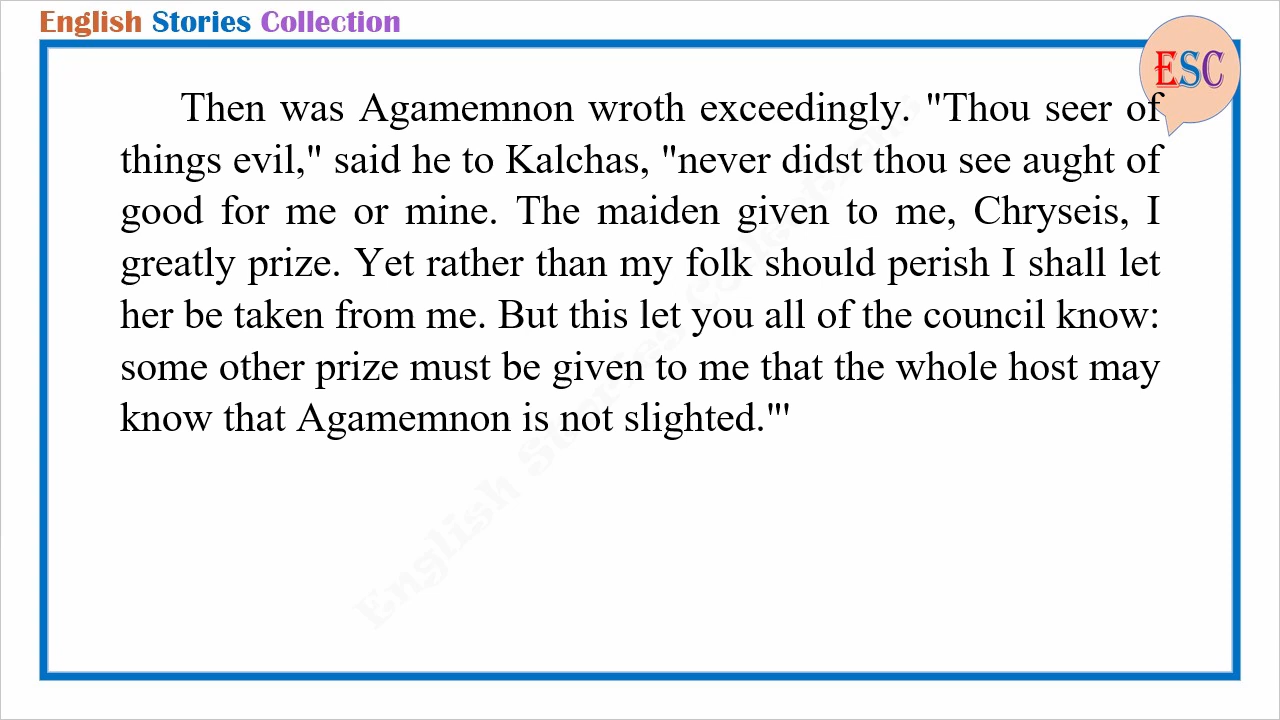 English Stories Collection
ESC
Then was Agamemnon wroth exceedingly. "Thou seer of
things evil," said he to Kalchas, "never didst thou see aught of
good for me or mine. The maiden given to me, Chryseis, I
greatly prize. Yet rather than my folk should perish I shall let
her be taken from me. But this let you all of the council know:
some other prize must be given to me that the whole host may
know that Agamemnon is not slighted."'
English Stories Collections